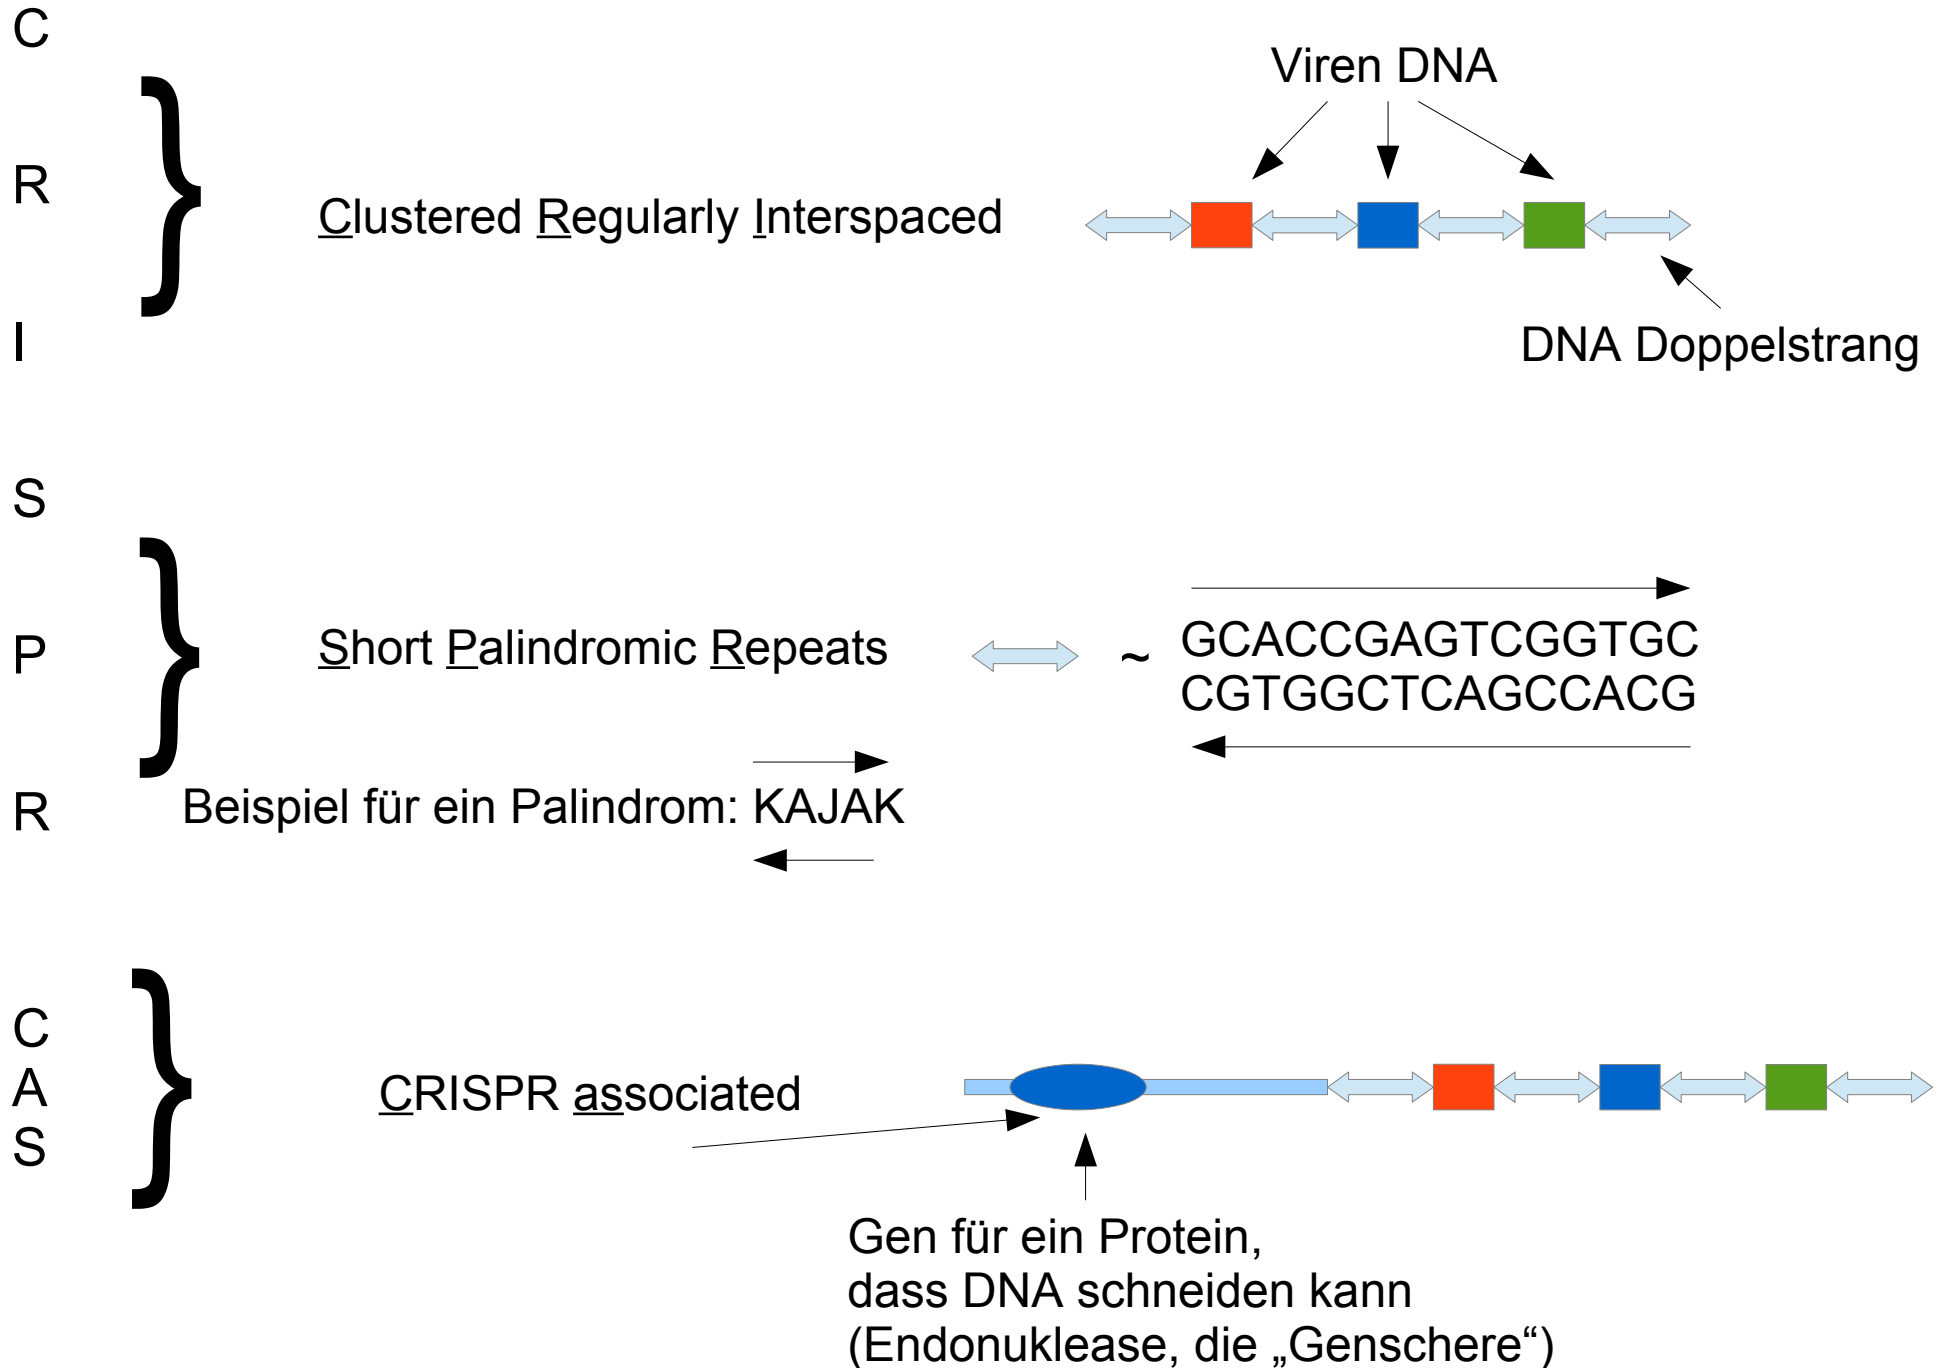 C
R
I
S
P
R
C
A
S
}
}
}
Viren DNA
Clustered Regularly Interspaced
DNA Doppelstrang
Short Palindromic Repeats
~
GCACCGAGTCGGTGC
CGTGGCTCAGCCACG
Beispiel für ein Palindrom: KAJAK
CRISPR associated
Gen für ein Protein,
dass DNA schneiden kann
(Endonuklease, die „Genschere“)